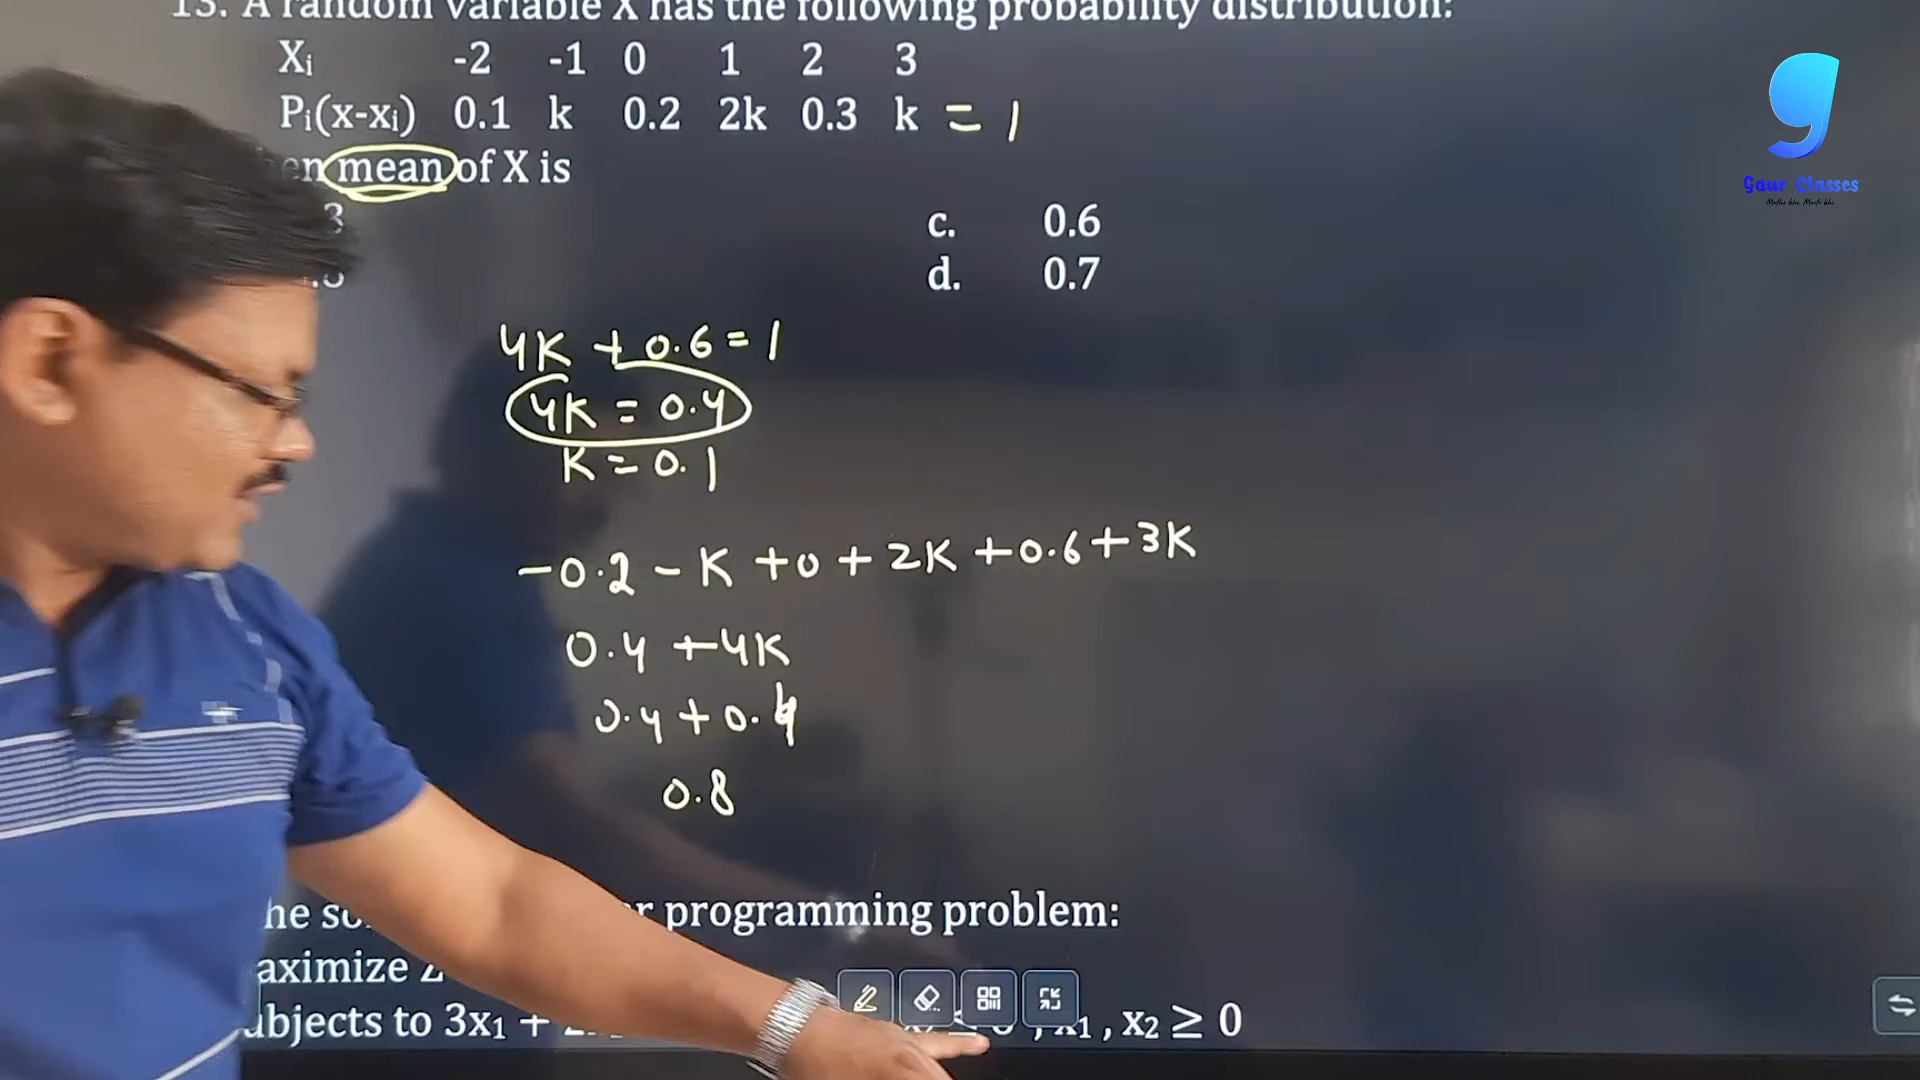 13. A random variable X has the following probability distribution:
Xi -2 -1 0 1 2 3
Pi(x-xi) 0.1 k 0.2 2k 0.3 k = 1
mean of X is
c. 0.6
d. 0.7
4K + 0.6 = 1
4K = 0.4
K = 0.1
-0.2 - K + 0 + 2K + 0.6 + 3K
0.4 + 4K
0.4 + 0.4
0.8
programming problem:
subjects to 3x1 + , x1 , x2 ≥ 0
g
Gaur Classes